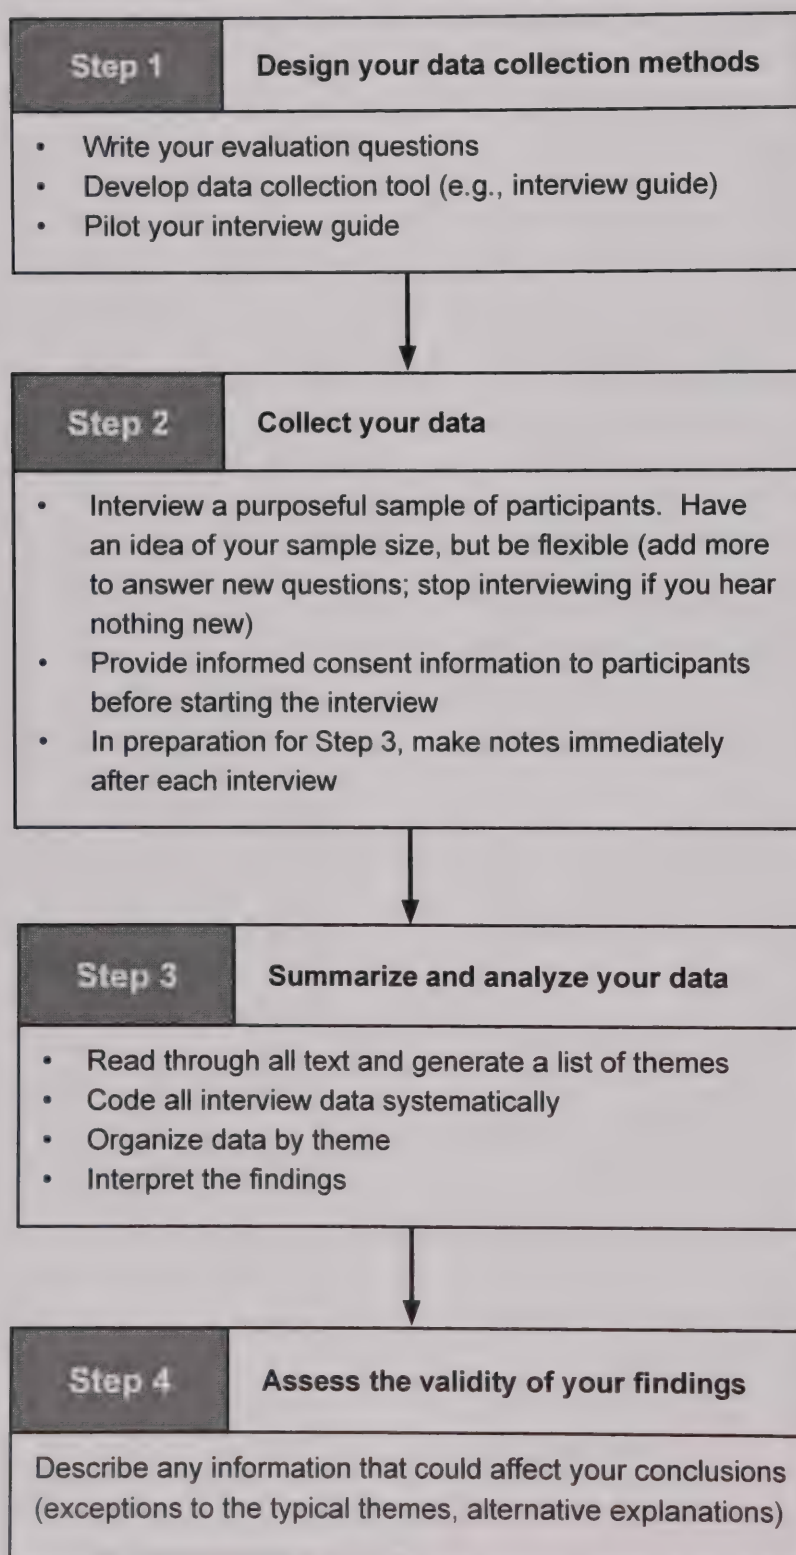 Step 1
Design your data collection methods
• Write your evaluation questions
• Develop data collection tool (e.g., interview guide)
• Pilot your interview guide
Step 2
Collect your data
• Interview a purposeful sample of participants. Have
an idea of your sample size, but be flexible (add more
to answer new questions; stop interviewing if you hear
nothing new)
• Provide informed consent information to participants
before starting the interview
• In preparation for Step 3, make notes immediately
after each interview
Step 3
Summarize and analyze your data
• Read through all text and generate a list of themes
• Code all interview data systematically
• Organize data by theme
• Interpret the findings
Step 4
Assess the validity of your findings
Describe any information that could affect your conclusions
(exceptions to the typical themes, alternative explanations)